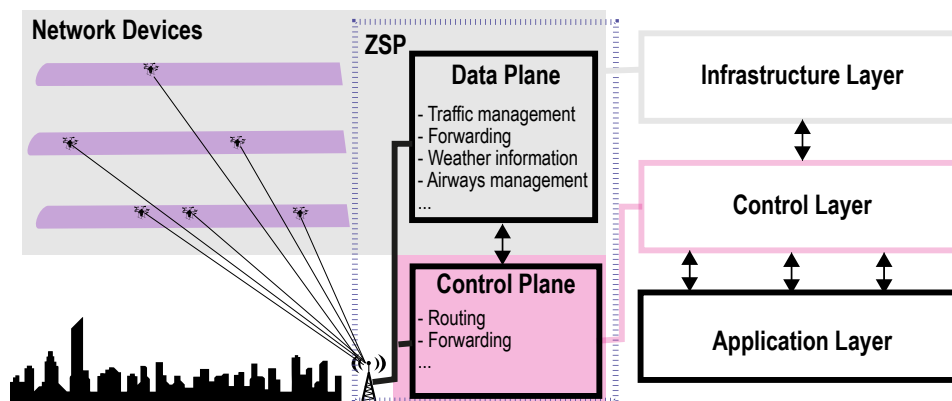 Network Devices
ZSP
Data Plane
- Traffic management
- Forwarding
- Weather information
- Airways management
...
Control Plane
- Routing
- Forwarding
...
Infrastructure Layer
Control Layer
Application Layer